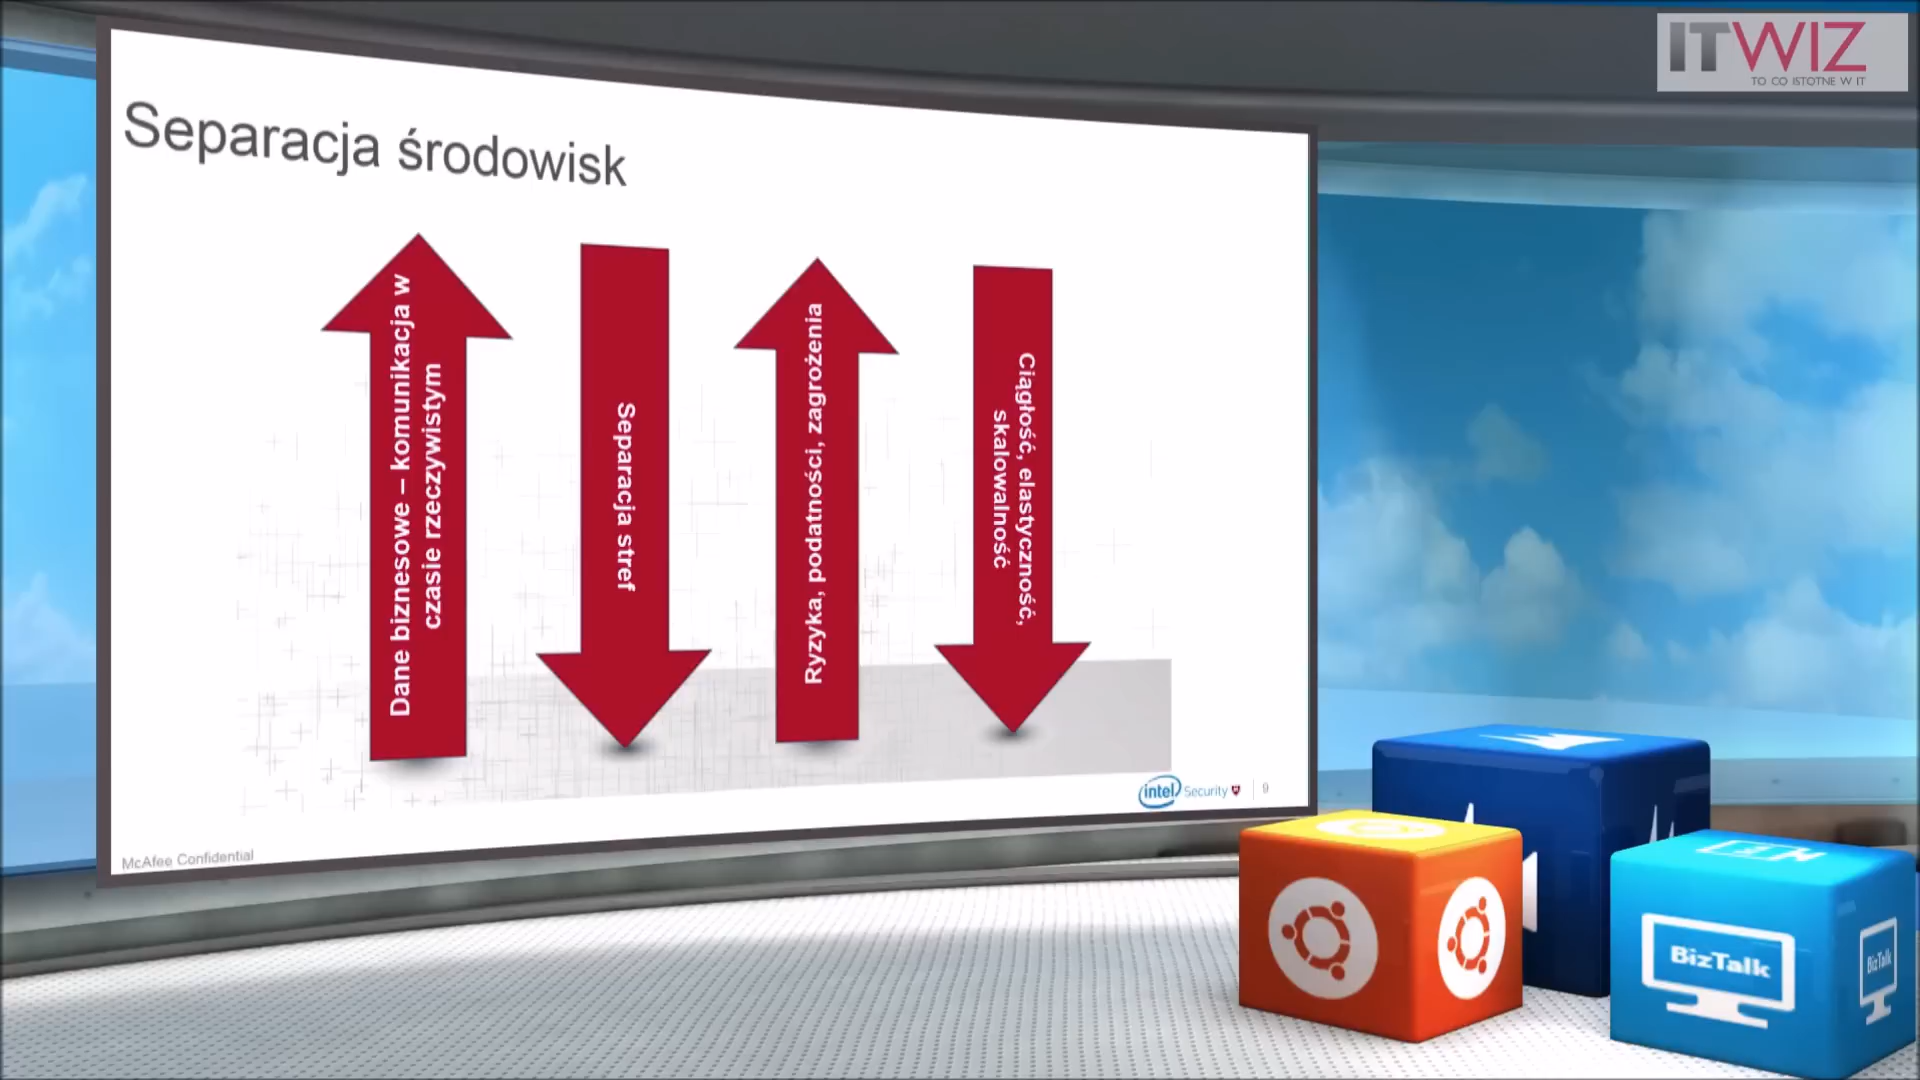 ITWIZ
TO CO ISTOTNE W IT
Separacja środowisk
Dane biznesowe – komunikacja w
czasie rzeczywistym
Separacja stref
Ryzyka, podatności, zagrożenia
Ciągłość, elastyczność,
skalowalność
intel Security
9
McAfee Confidential
BizTalk
BizTalk